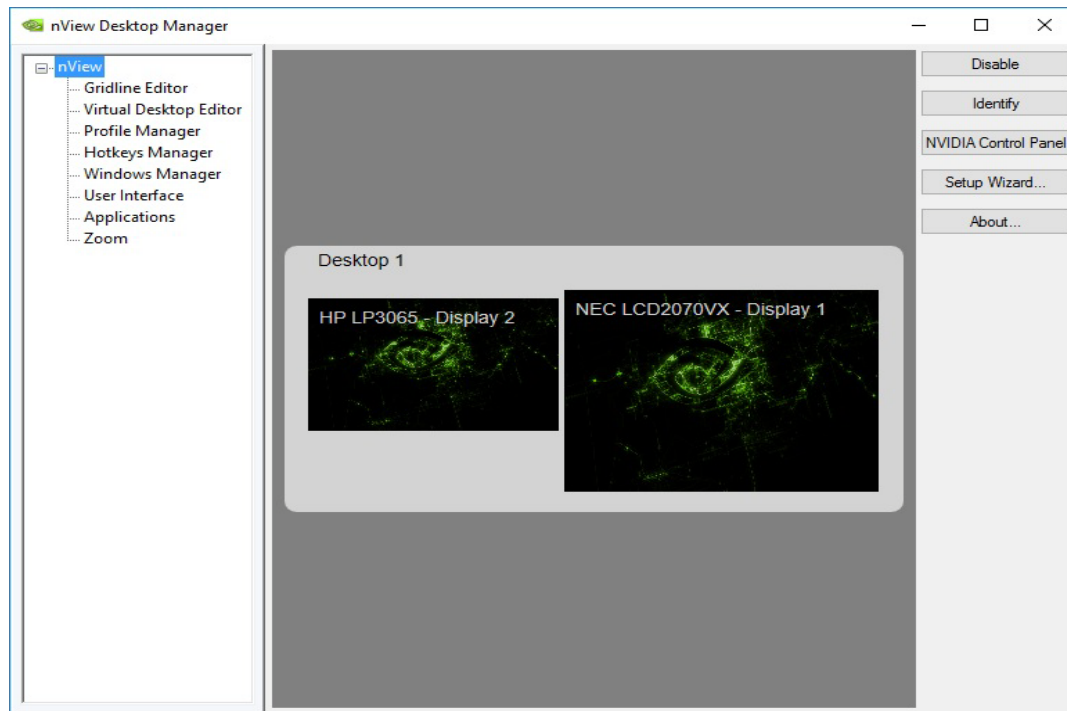 nView Desktop Manager
nView
Gridline Editor
Virtual Desktop Editor
Profile Manager
Hotkeys Manager
Windows Manager
User Interface
Applications
Zoom
Desktop 1
HP LP3065 - Display 2
NEC LCD2070VX - Display 1
Disable
Identify
NVIDIA Control Panel
Setup Wizard...
About...